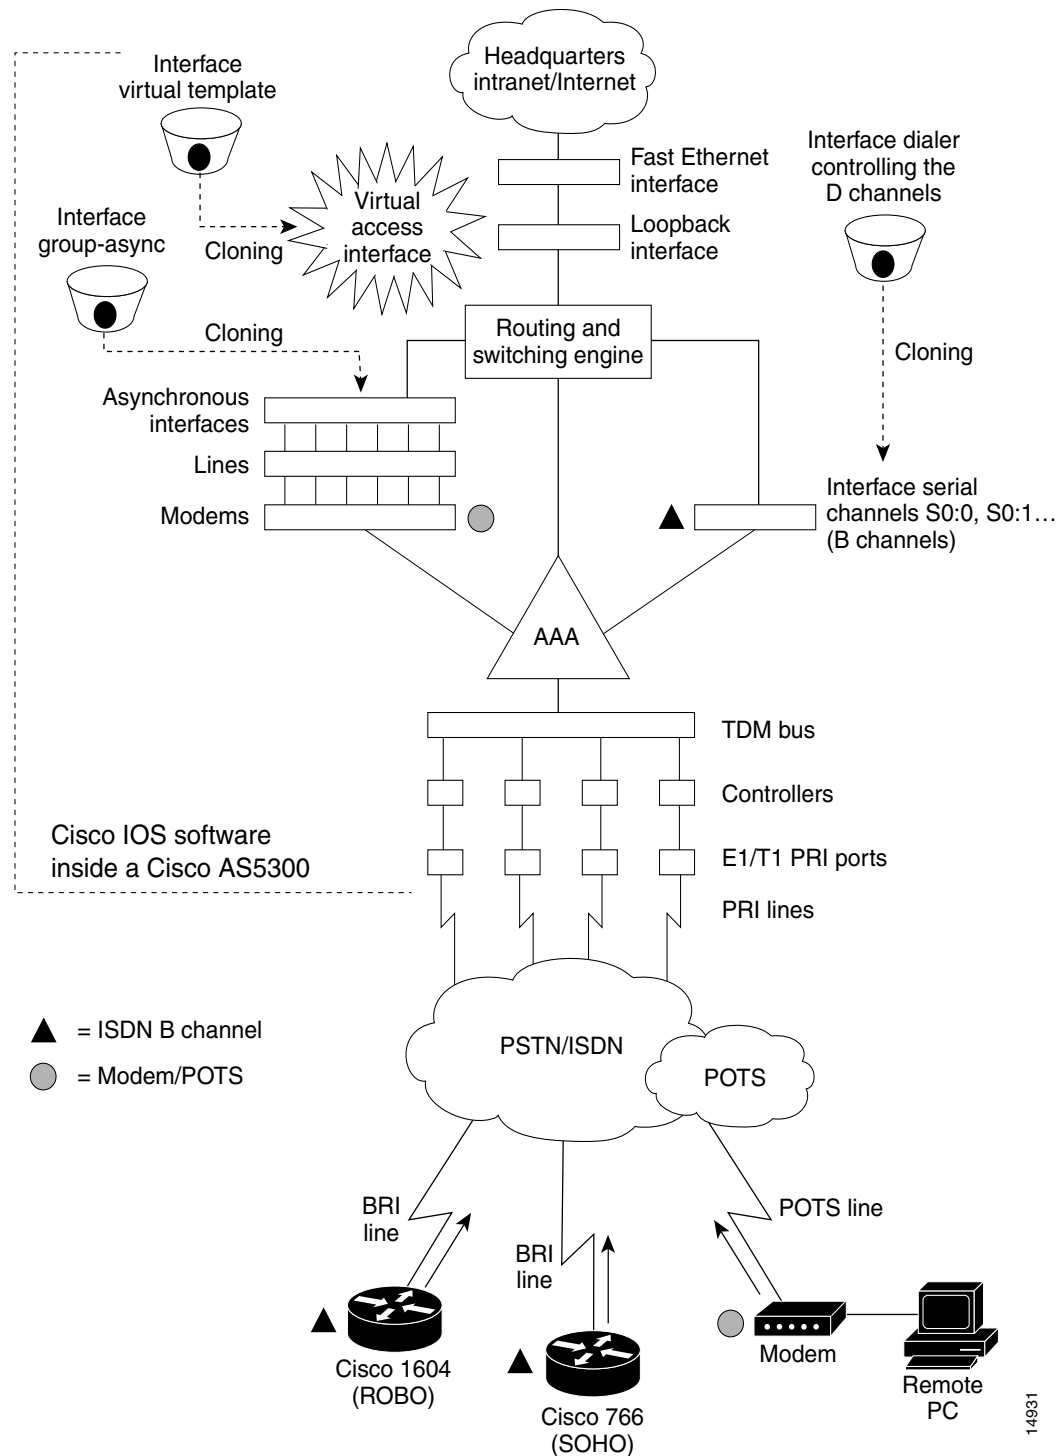 Headquarters
intranet/Internet
Interface
virtual template
Fast Ethernet
interface
Interface dialer
controlling the
D channels
Virtual
access
interface
Interface
group-async
Cloning
Loopback
interface
Cloning
Routing and
switching engine
Cloning
Asynchronous
interfaces
Lines
Modems
Interface serial
channels S0:0, S0:1…
(B channels)
AAA
TDM bus
Controllers
Cisco IOS software
inside a Cisco AS5300
E1/T1 PRI ports
PRI lines
= ISDN B channel
= Modem/POTS
PSTN/ISDN
POTS
BRI
line
BRI
line
POTS line
Cisco 1604
(ROBO)
Cisco 766
(SOHO)
Modem
Remote
PC
14931